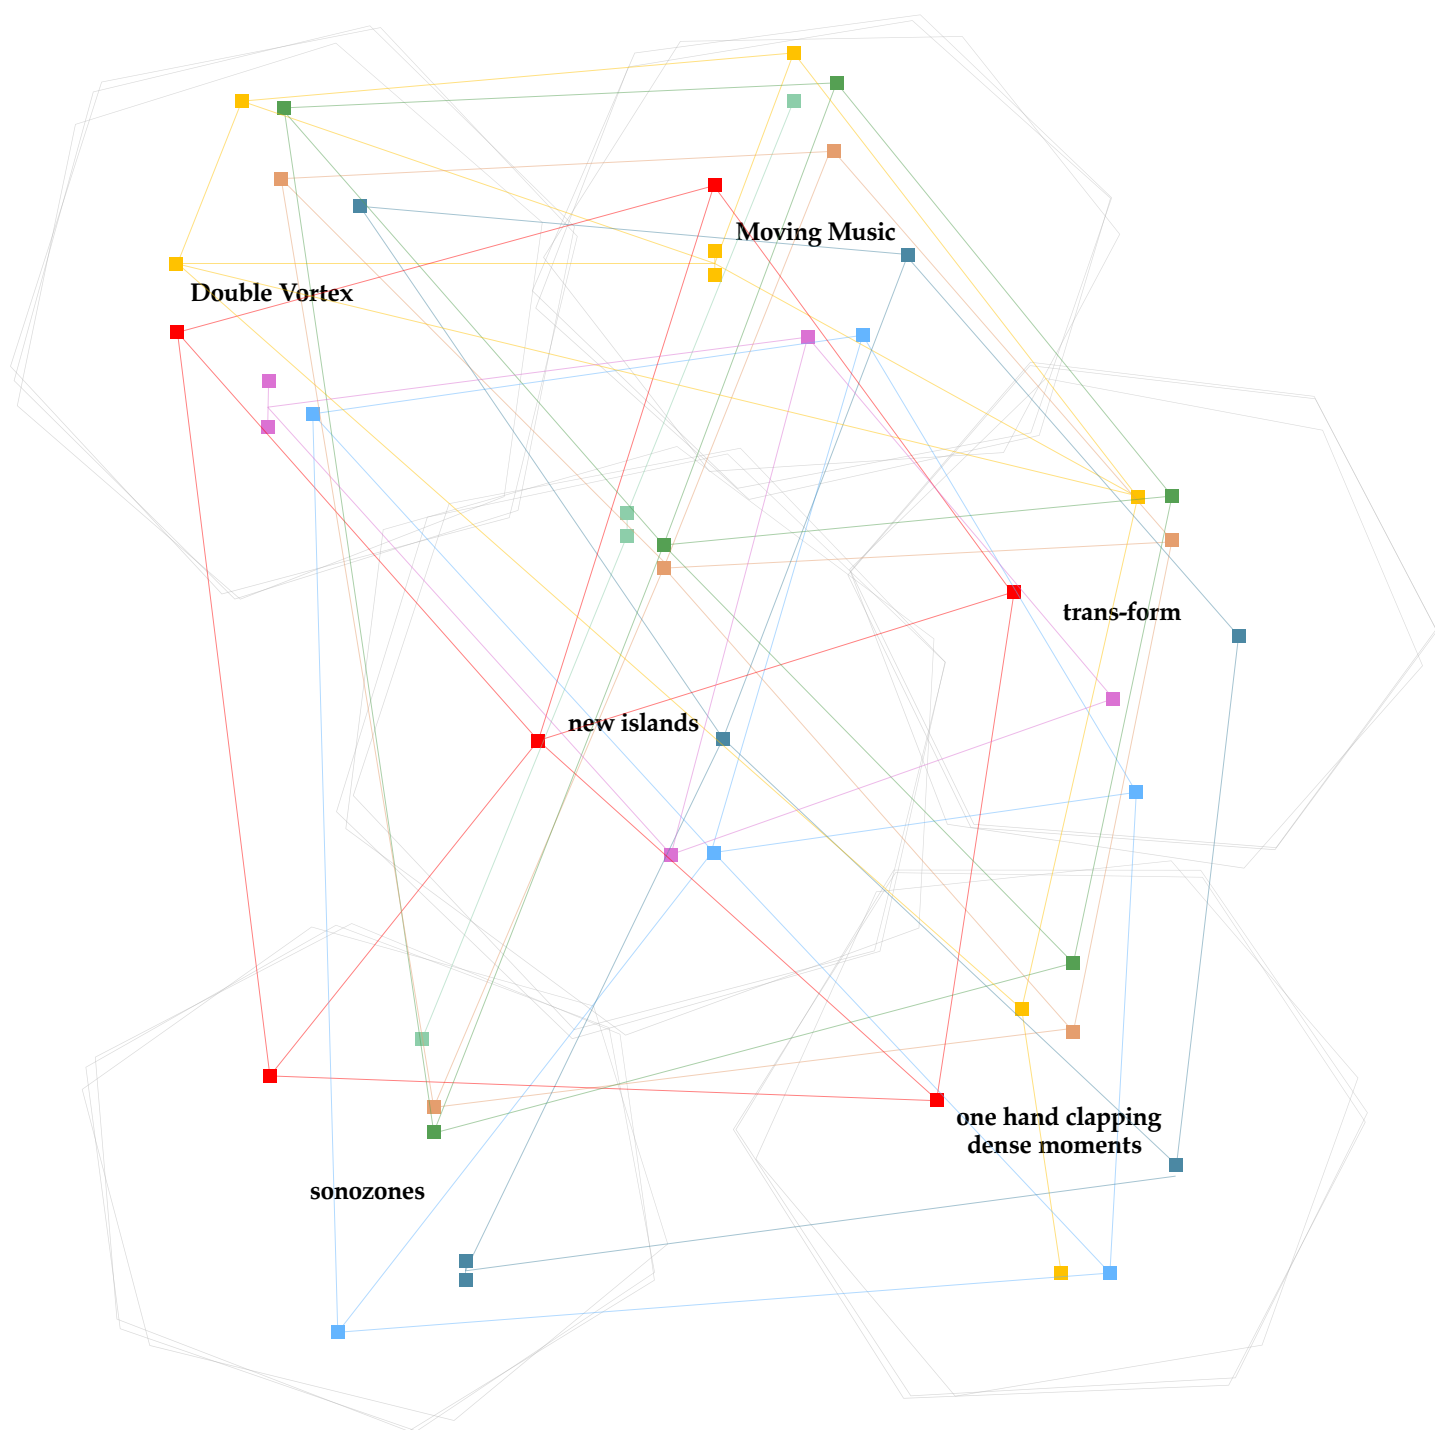 Moving Music
Double Vortex
trans-form
new islands
one hand clapping
dense moments
sonozones